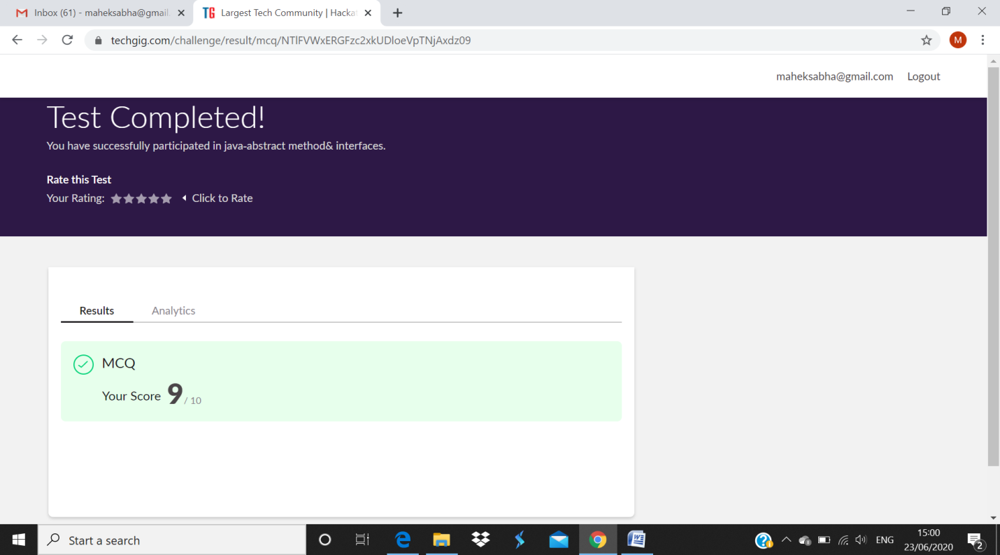 Inbox (61) - maheksabha@gmail.
TG Largest Tech Community | Hacka
techgig.com/challenge/result/mcq/NTlFVWxERGFzc2xkUDloeVpTNjAxdz09
M
maheksabha@gmail.com Logout
Test Completed!
You have successfully participated in java-abstract method& interfaces.
Rate this Test
Your Rating: Click to Rate
Results Analytics
MCQ
Your Score 9 / 10
Start a search
ENG
15:00
23/06/2020
2